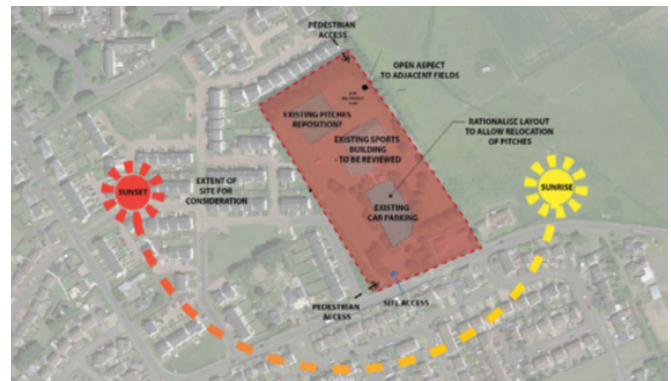 PEDESTRIAN
ACCESS
OPEN ASPECT
TO ADJACENT FIELDS
EXISTING PITCHES
REPOSITION?
RATIONALISE LAYOUT
TO ALLOW RELOCATION
OF PITCHES
EXISTING SPORTS
BUILDING
- TO BE REVIEWED
EXTENT OF
SITE FOR
CONSIDERATION
SUNSET
SUNRISE
EXISTING
CAR PARKING
PEDESTRIAN
ACCESS
SITE ACCESS